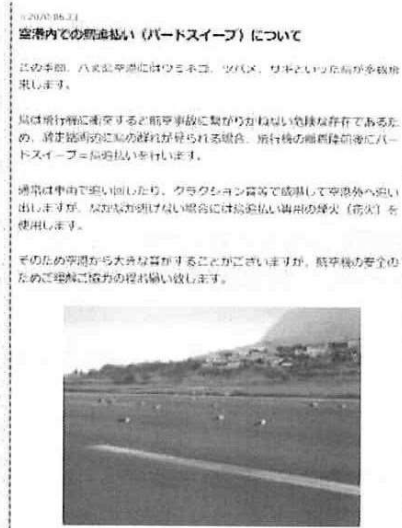 2020.06.23
空港内での鳥追払い（バードスイープ）について
この季節、八丈島空港にはウミネコ、ツバメ、サギといった鳥が多数飛
来します。
鳥は飛行機に衝突すると航空事故に繋がりかねない危険な存在であるた
め、滑走路周辺に鳥の群れが見られる場合、飛行機の離着陸前後にバー
ドスイープ＝鳥追払いを行います。
通常は車両で追い回したり、クラクション音等で威嚇して空港外へ追い
出しますが、なかなか逃げない場合には鳥追払い専用の煙火（花火）を
使用します。
そのため空港から大きな音がすることがございますが、航空機の安全の
ためご理解ご協力の程お願い致します。